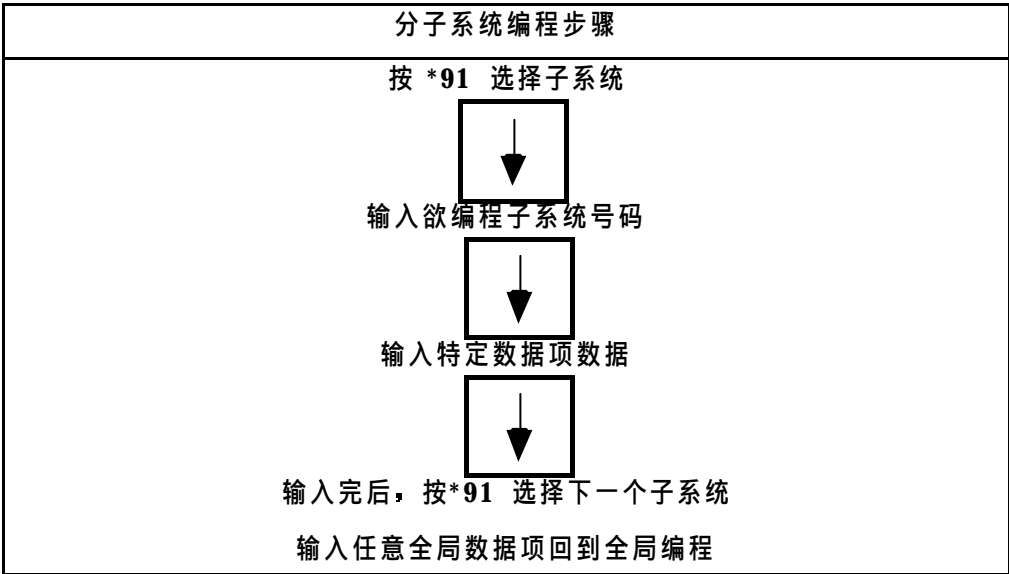 分子系统编程步骤
按 *91 选择子系统
输入欲编程子系统号码
输入特定数据项数据
输入完后，按*91 选择下一个子系统
输入任意全局数据项回到全局编程